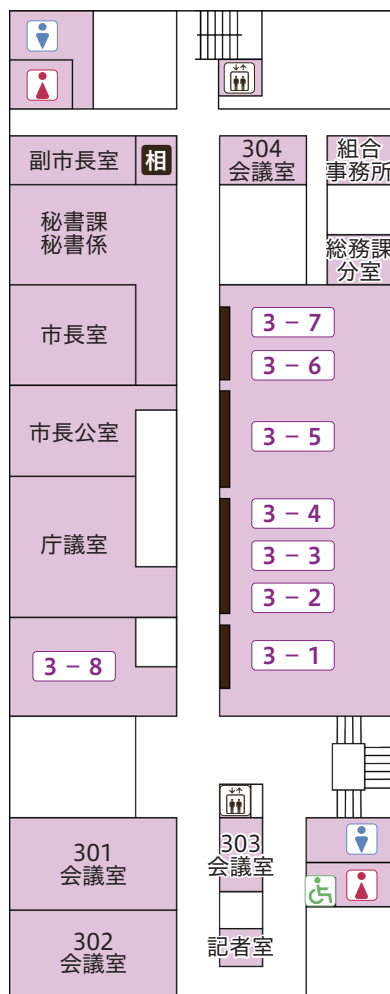 副市長室
相
秘書課
秘書係
市長室
市長公室
庁議室
3－8
301
会議室
302
会議室
304
会議室
組合
事務所
総務課
分室
3－7
3－6
3－5
3－4
3－3
3－2
3－1
303
会議室
記者室